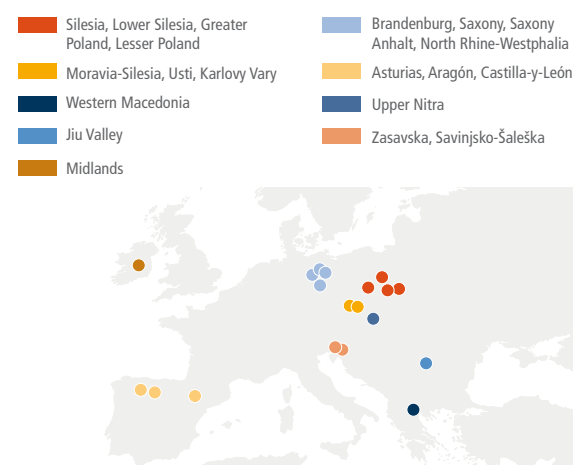 Silesia, Lower Silesia, Greater
Poland, Lesser Poland
Moravia-Silesia, Usti, Karlovy Vary
Western Macedonia
Jiu Valley
Midlands
Brandenburg, Saxony, Saxony
Anhalt, North Rhine-Westphalia
Asturias, Aragón, Castilla-y-León
Upper Nitra
Zasavska, Savinjsko-Šaleška